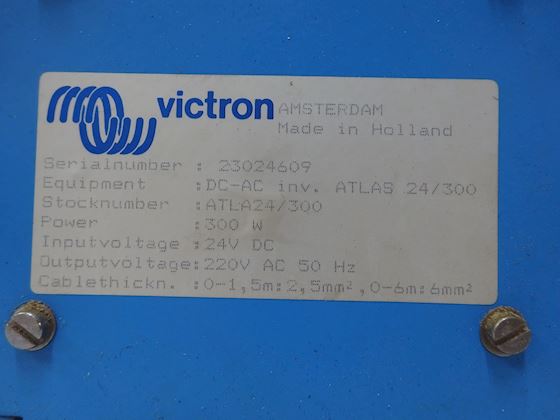 victron AMSTERDAM
Made in Holland
Serialnumber : 23024609
Equipment :DC-AC inv. ATLAS 24/300
Stocknumber :ATLA24/300
Power :300 W
Inputvoltage :24V DC
Outputvoltage:220V AC 50 Hz
Cablethickn. :0-1,5m:2,5mm²,0-6m:6mm²